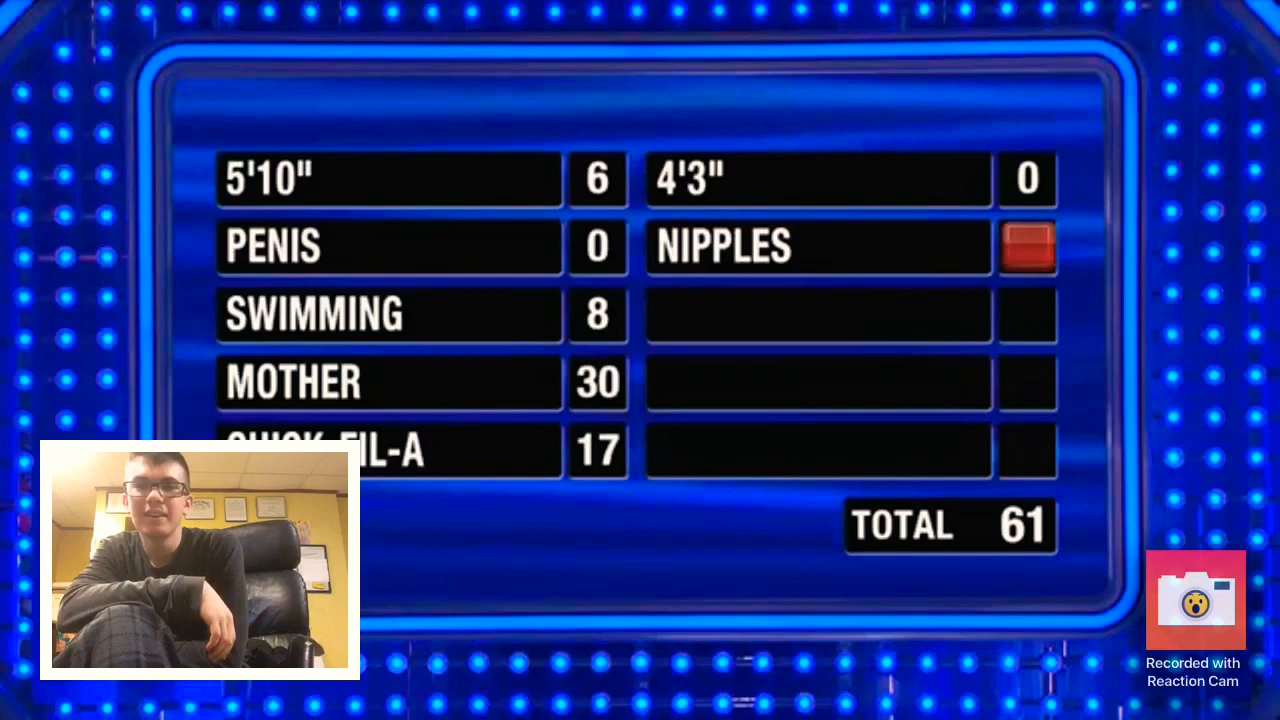 5'10" 6 4'3" 0
PENIS 0 NIPPLES
SWIMMING 8
MOTHER 30
FIL-A 17
TOTAL 61
Recorded with
Reaction Cam